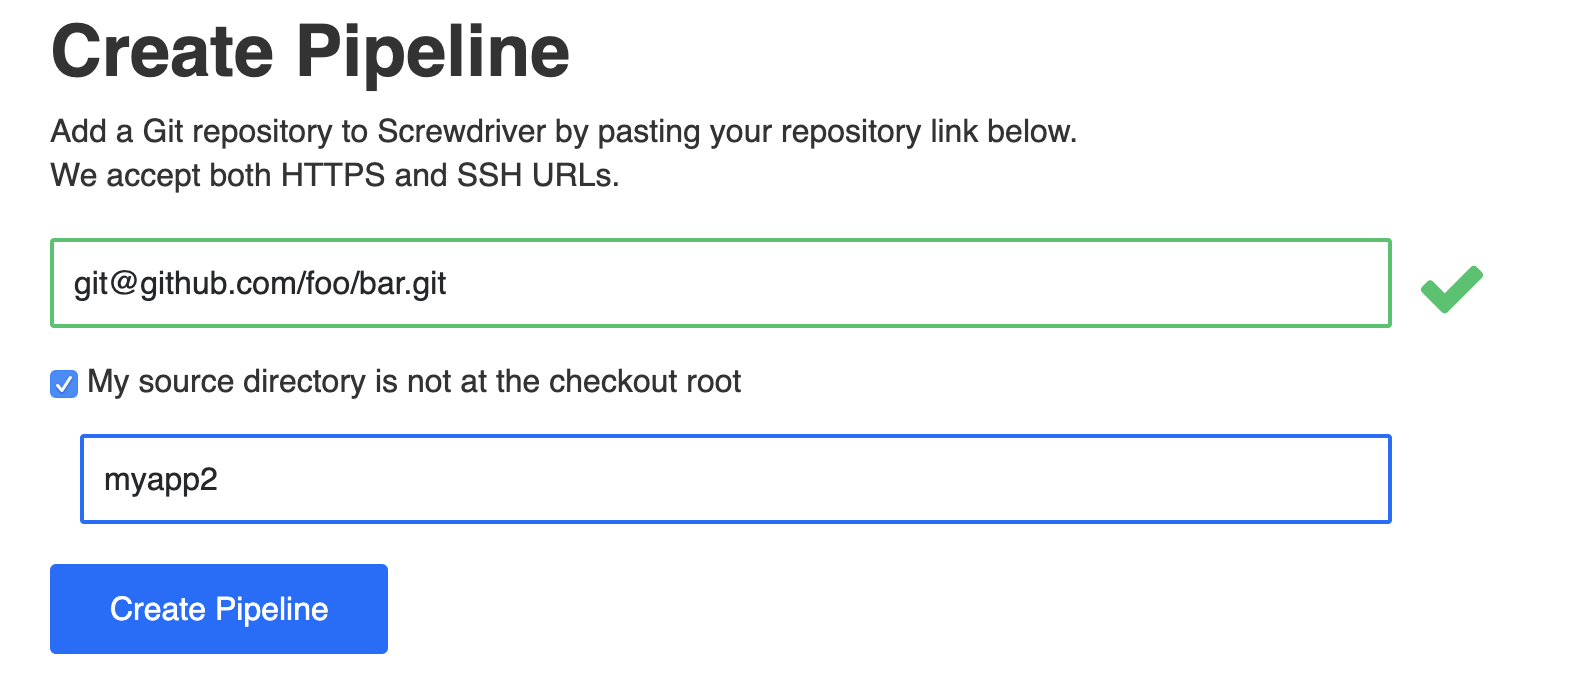 Create Pipeline
Add a Git repository to Screwdriver by pasting your repository link below.
We accept both HTTPS and SSH URLs.
git@github.com/foo/bar.git
My source directory is not at the checkout root
myapp2
Create Pipeline